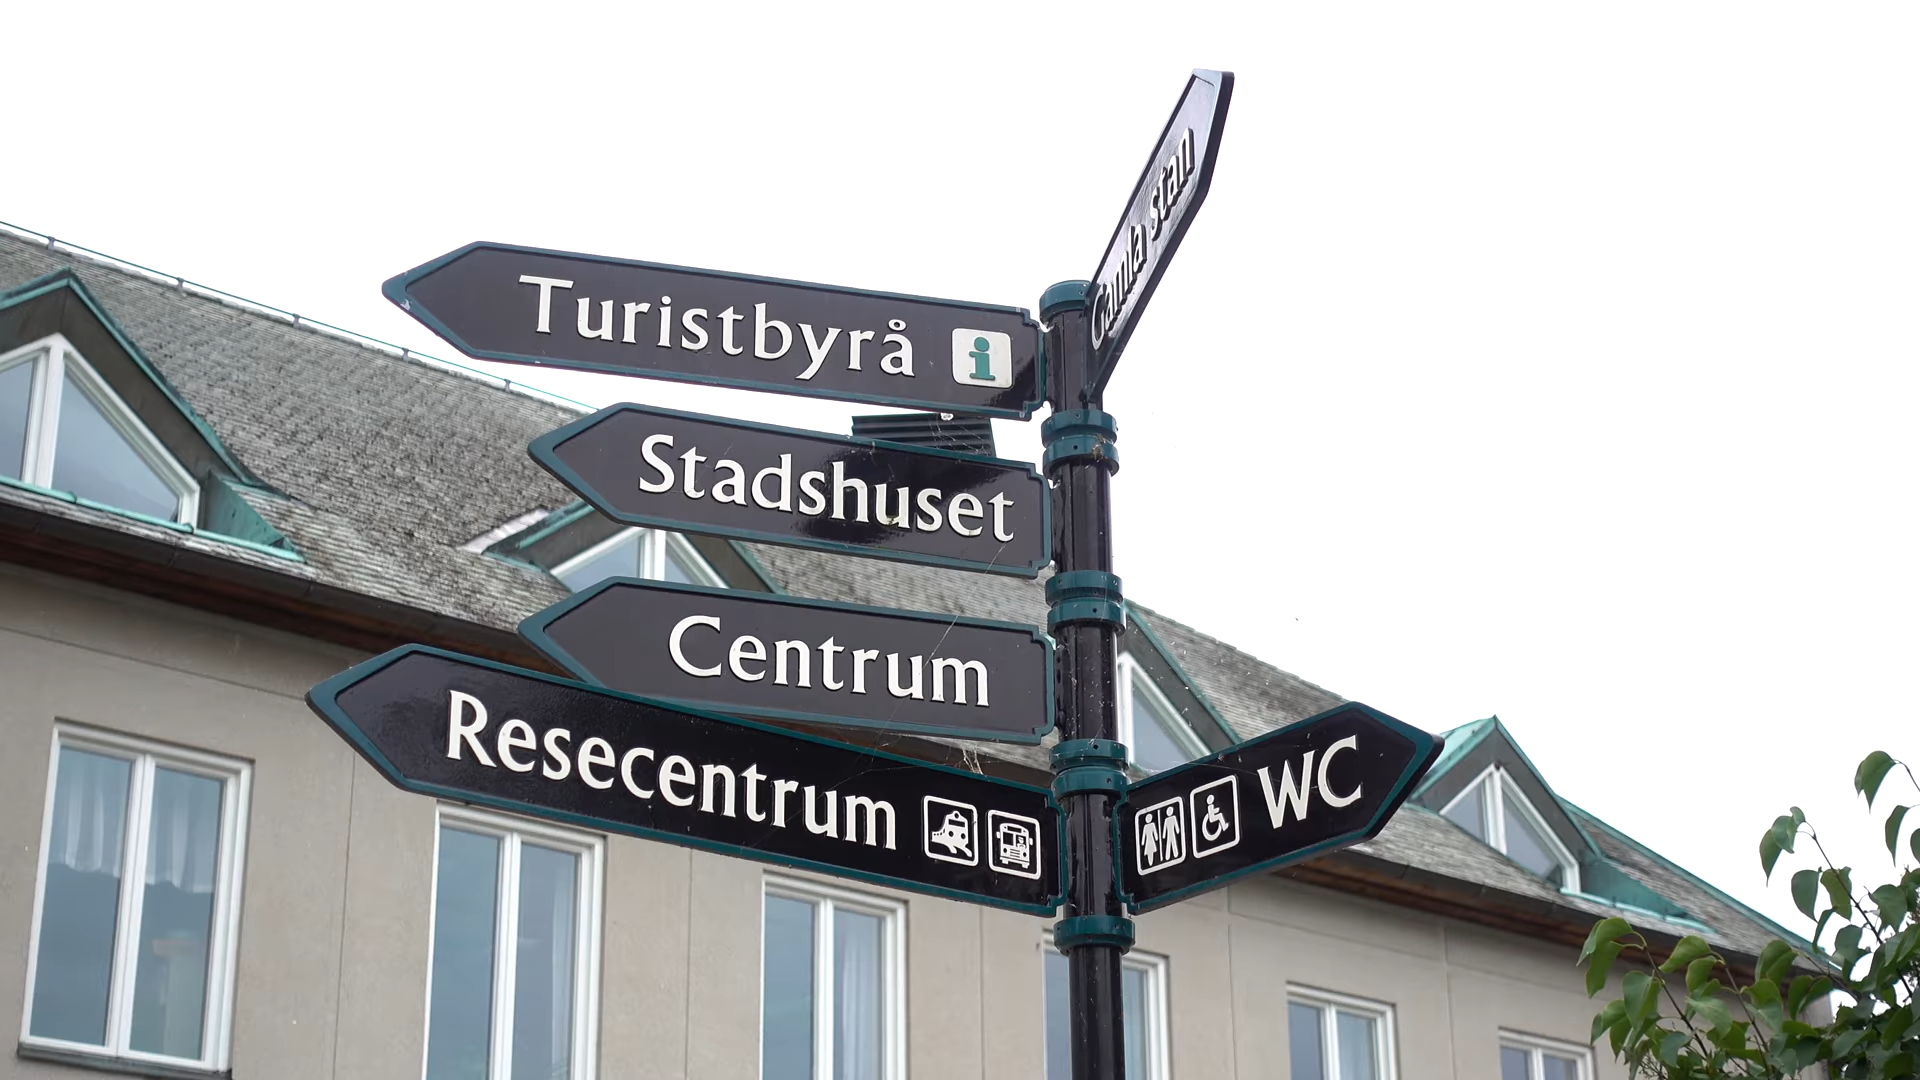 Gamla stan
Turistbyrå i
Stadshuset
Centrum
Resecentrum
WC